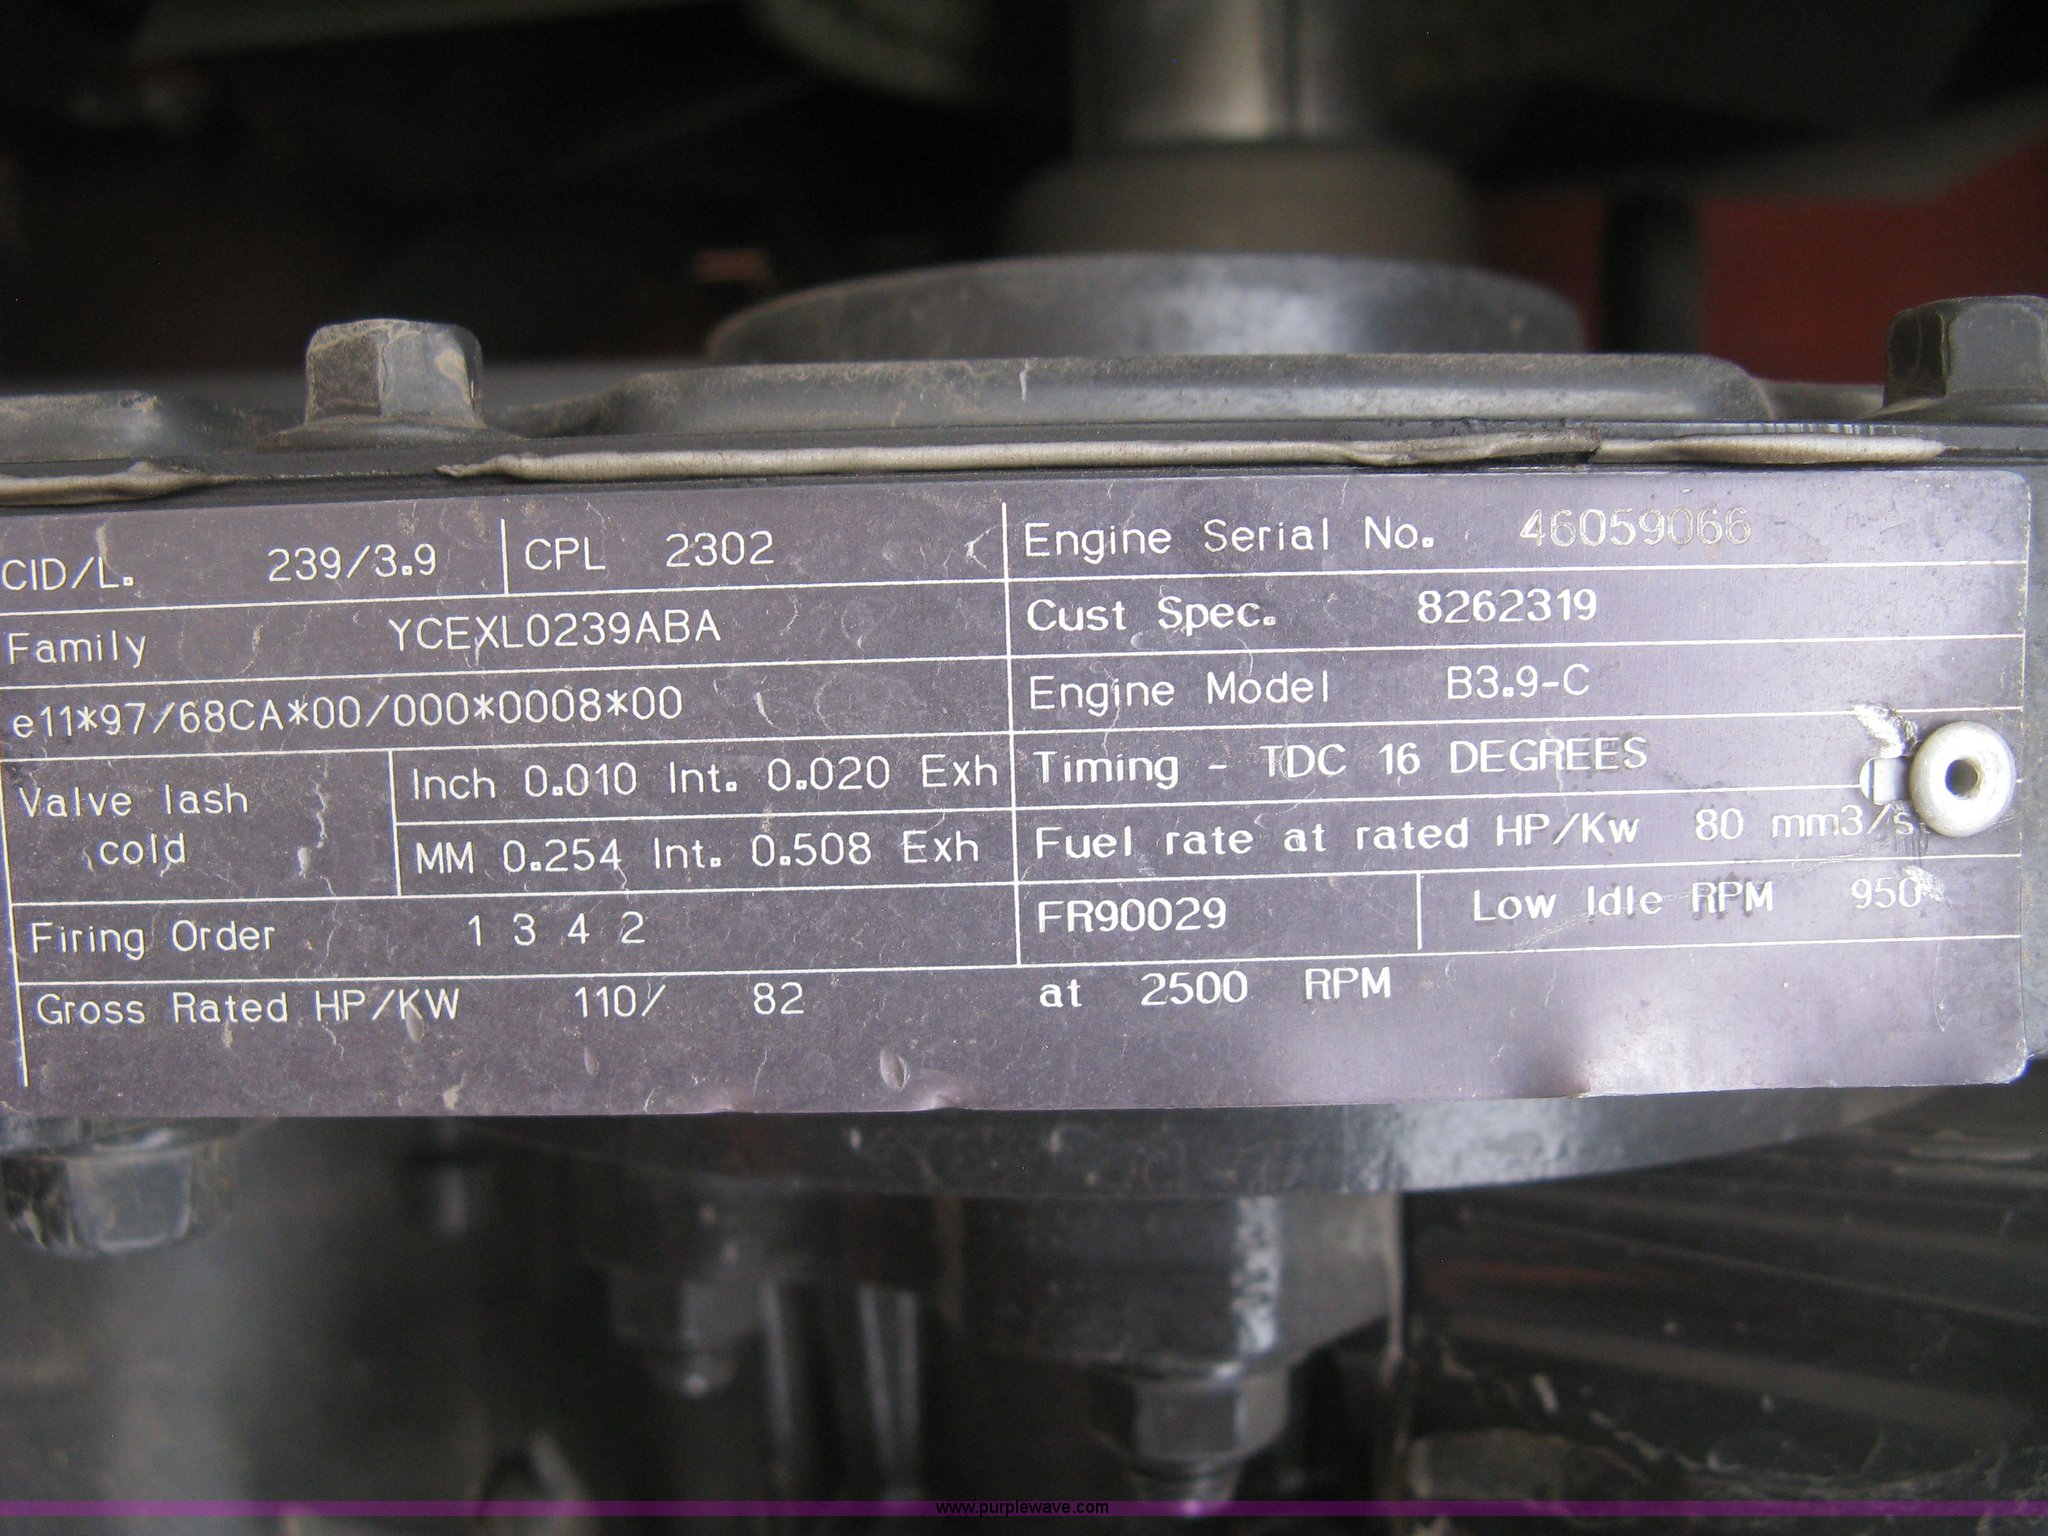 CID/L. 239/3.9 CPL 2302
Family YCEXL0239ABA
e11*97/68CA*00/000*0008*00
Valve lash cold
Inch 0.010 Int. 0.020 Exh
MM 0.254 Int. 0.508 Exh
Firing Order 1 3 4 2
Gross Rated HP/KW 110/ 82 at 2500 RPM
Engine Serial No. 46059066
Cust Spec. 8262319
Engine Model B3.9-C
Timing - TDC 16 DEGREES
Fuel rate at rated HP/Kw 80 mm3/s
FR90029 Low Idle RPM 950
www.purplewave.com